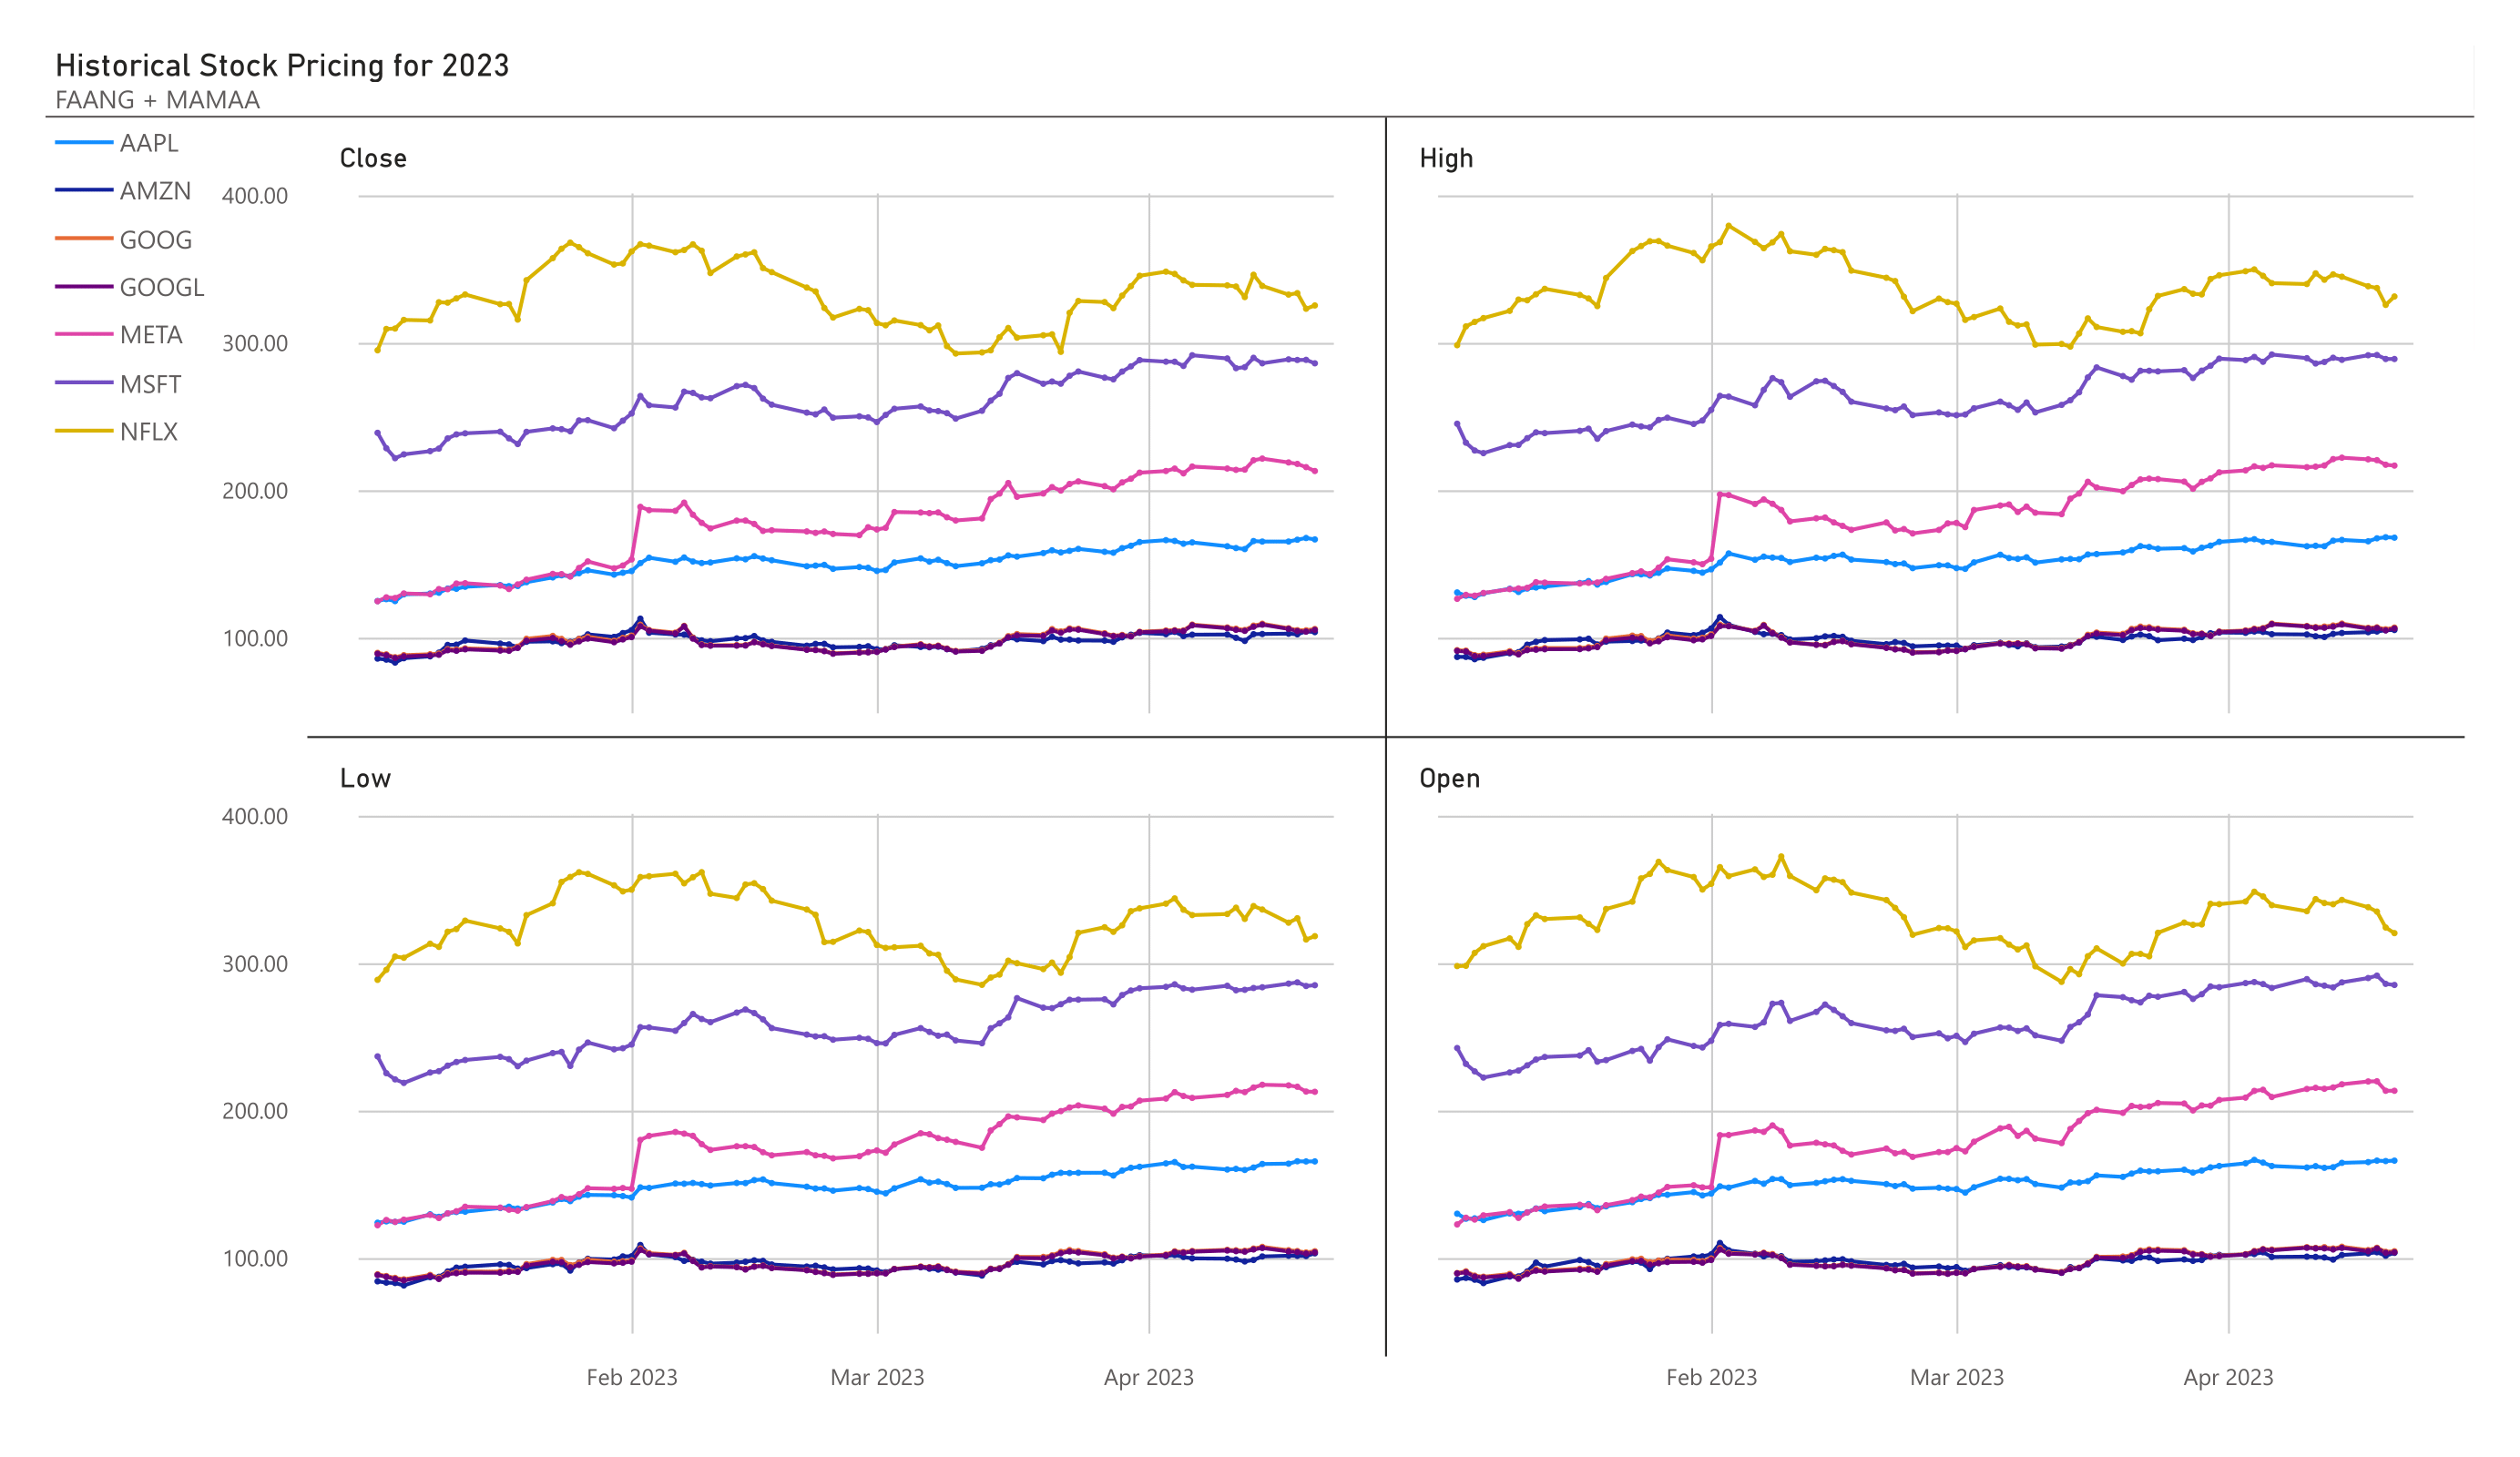 Historical Stock Pricing for 2023
FAANG + MAMAA
AAPL
AMZN
GOOG
GOOGL
META
MSFT
NFLX
Close
400.00
300.00
200.00
100.00
High
Low
400.00
300.00
200.00
100.00
Feb 2023 Mar 2023 Apr 2023
Open
Feb 2023 Mar 2023 Apr 2023